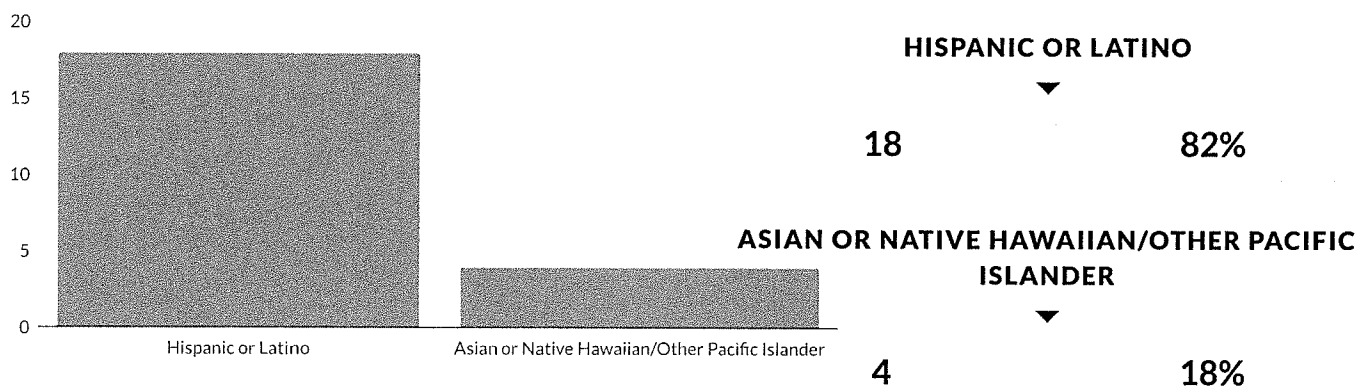 20
15
10
5
0
Hispanic or Latino
Asian or Native Hawaiian/Other Pacific Islander
HISPANIC OR LATINO
18 82%
ASIAN OR NATIVE HAWAIIAN/OTHER PACIFIC
ISLANDER
4 18%